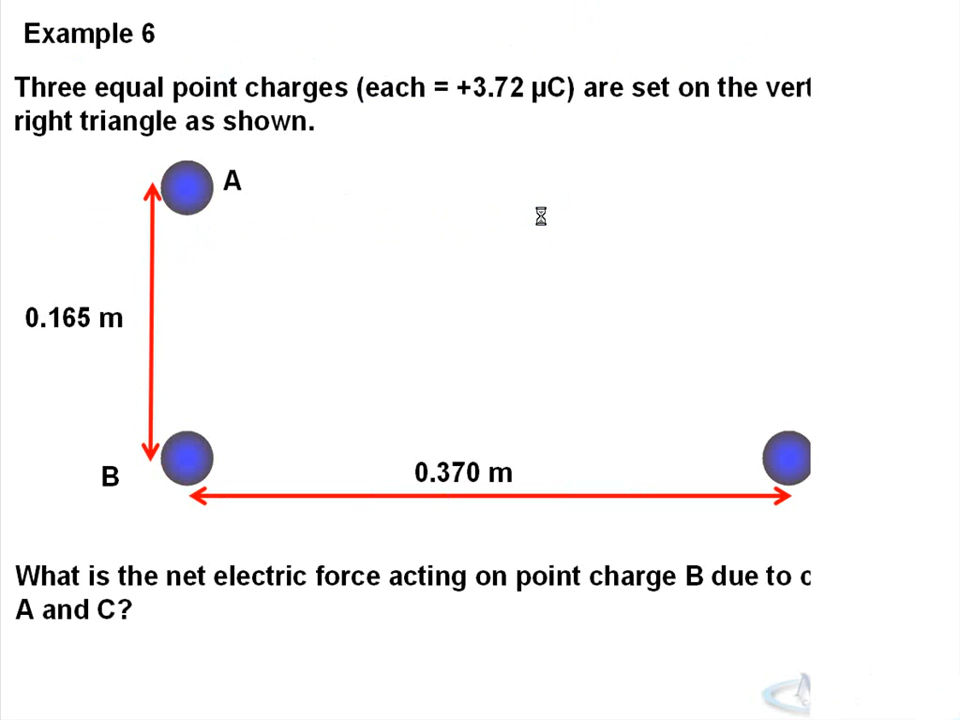 Example 6
Three equal point charges (each = +3.72 µC) are set on the
right triangle as shown.
A
0.165 m
B
0.370 m
What is the net electric force acting on point charge B due to
A and C?